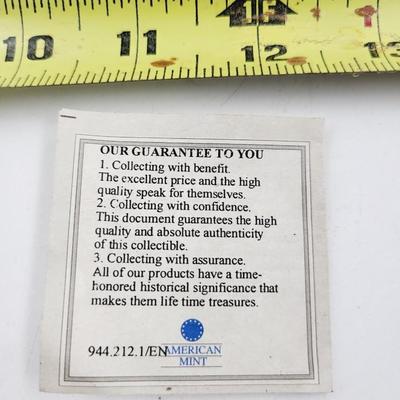 10 11 12 13
OUR GUARANTEE TO YOU
1. Collecting with benefit.
The excellent price and the high
quality speak for themselves.
2. Collecting with confidence.
This document guarantees the high
quality and absolute authenticity
of this collectible.
3. Collecting with assurance.
All of our products have a time-
honored historical significance that
makes them life time treasures.
944.212.1/EN
AMERICAN
MINT